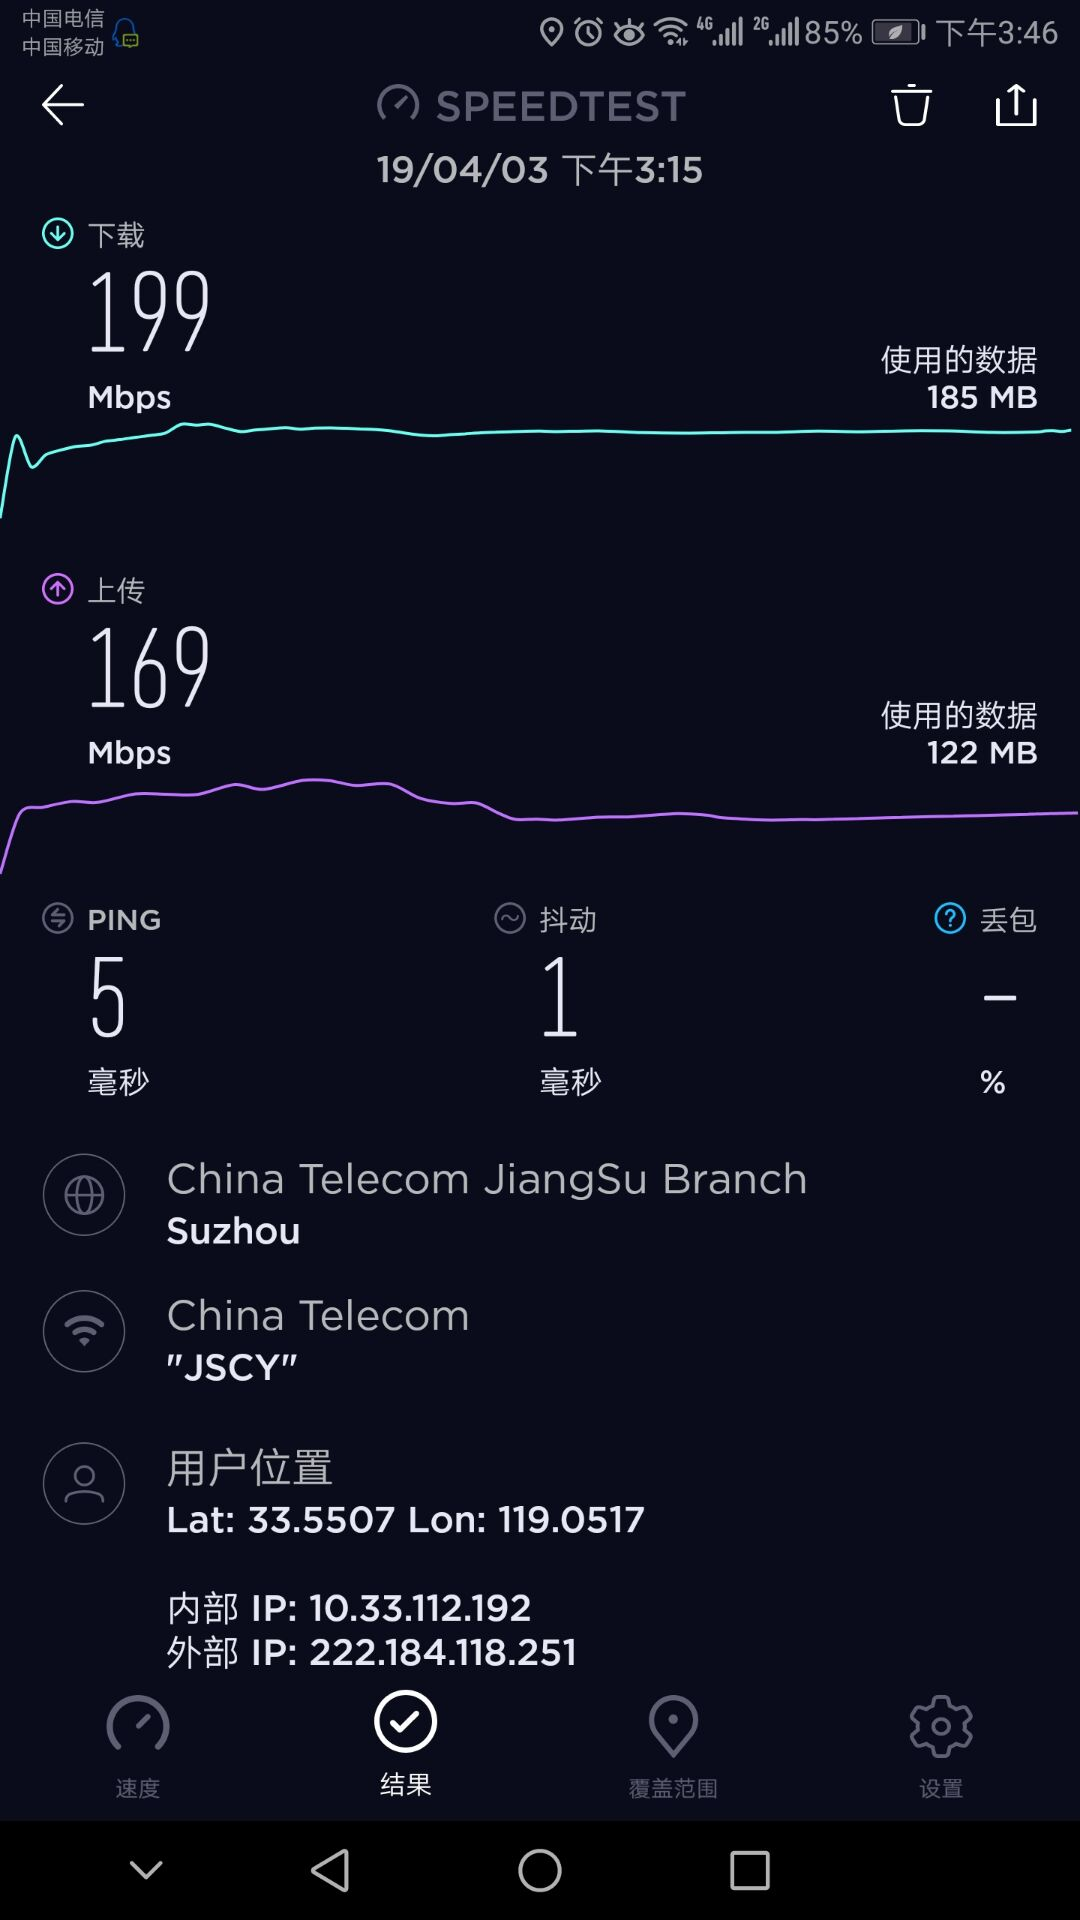 中国电信
中国移动
4G 2G 85% 下午3:46
SPEEDTEST
19/04/03 下午3:15
下载
199
Mbps
使用的数据
185 MB
上传
169
Mbps
使用的数据
122 MB
PING 抖动 ? 丢包
5 1 –
毫秒 毫秒 %
China Telecom JiangSu Branch
Suzhou
China Telecom
"JSCY"
用户位置
Lat: 33.5507 Lon: 119.0517
内部 IP: 10.33.112.192
外部 IP: 222.184.118.251
速度 结果 覆盖范围 设置